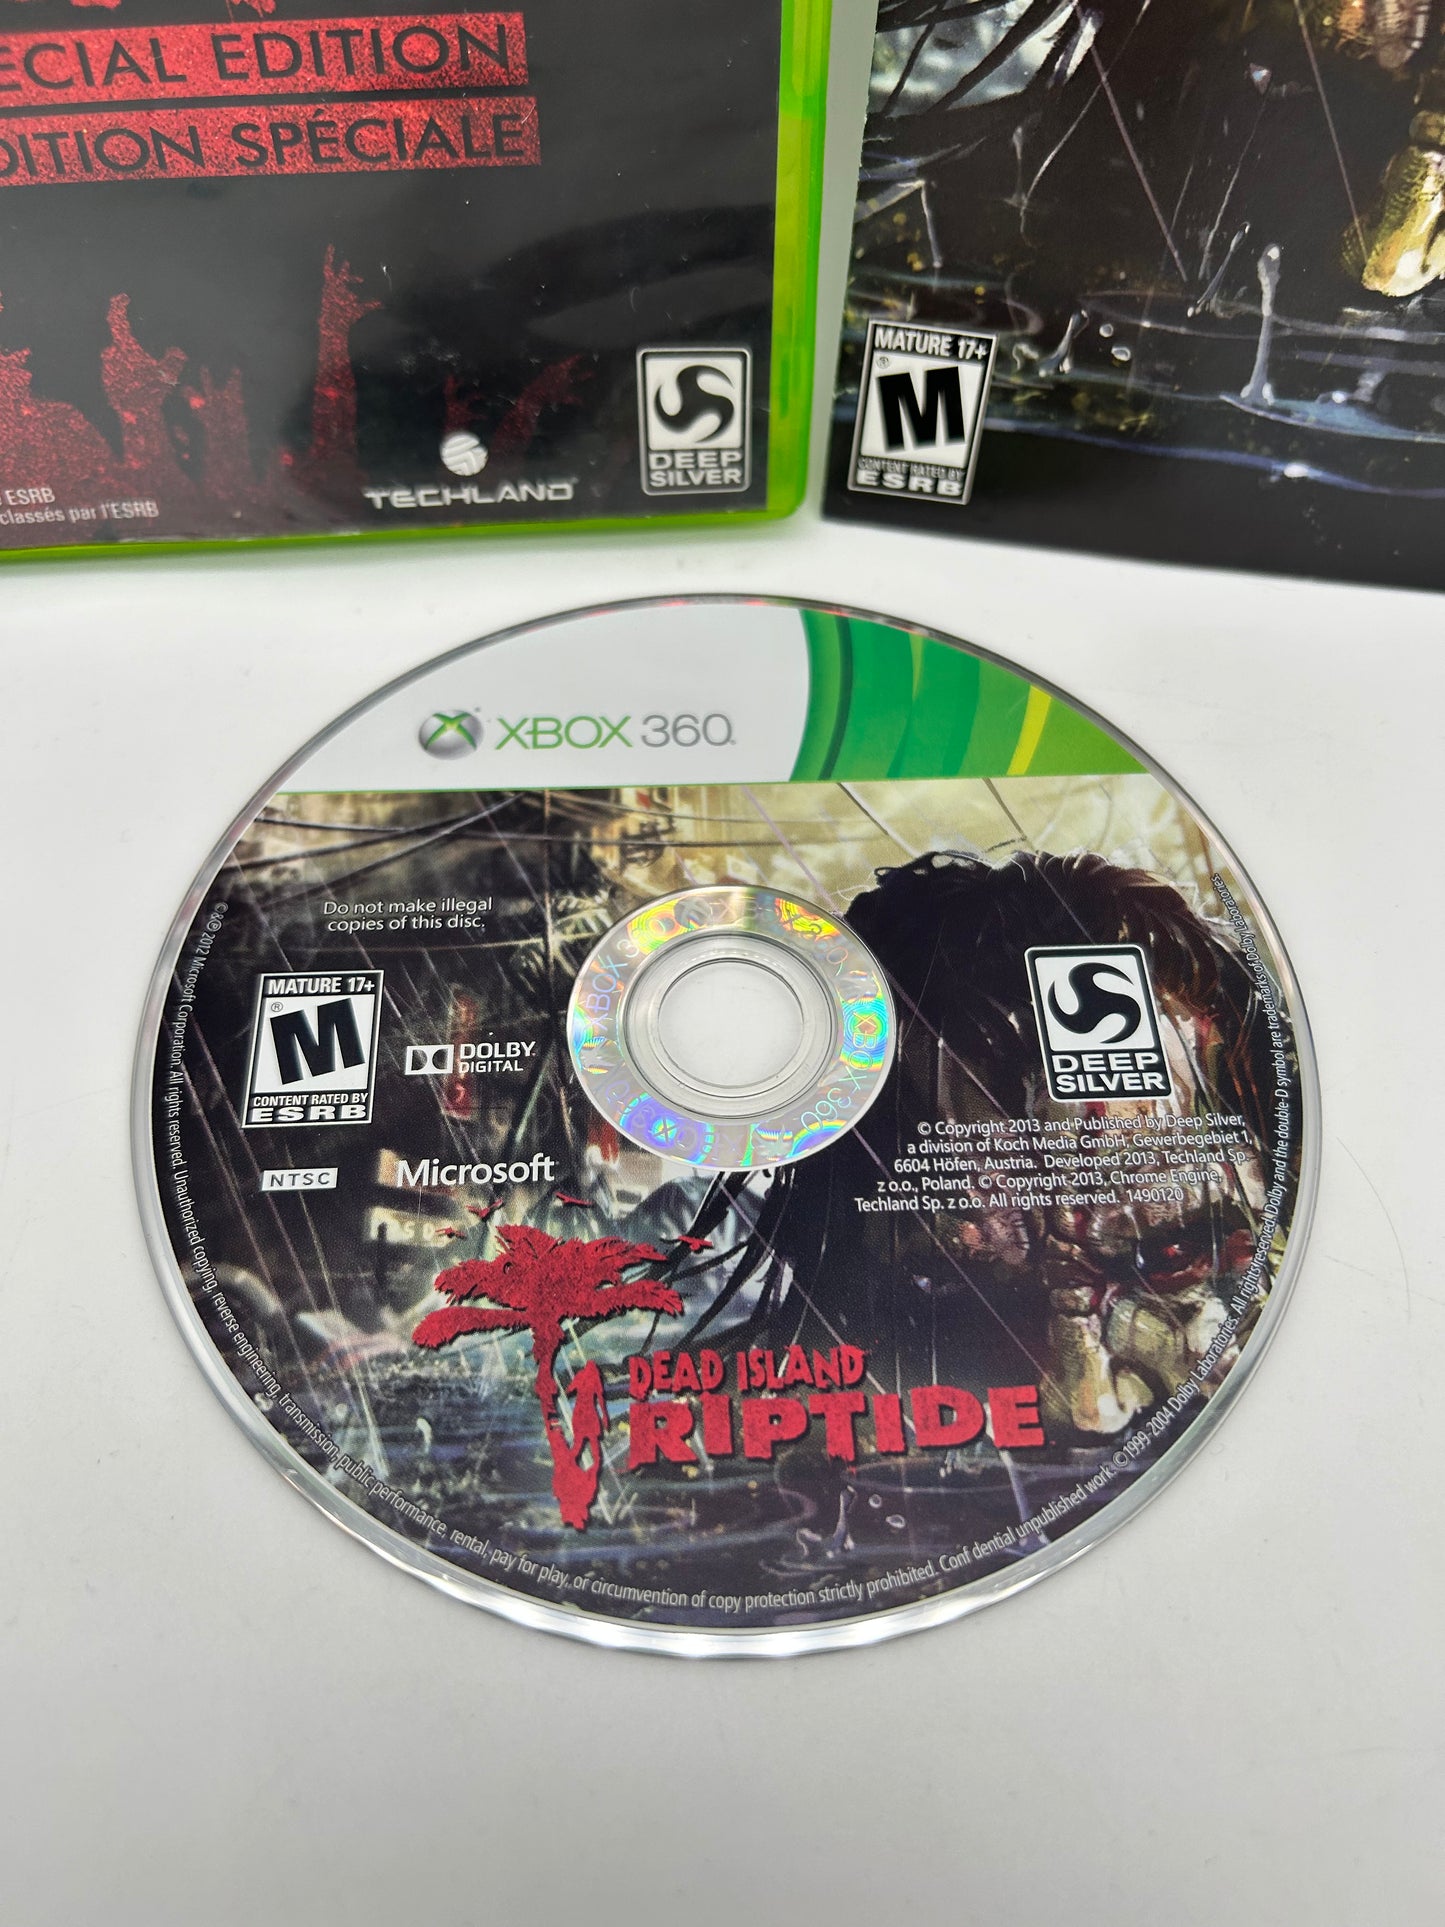 ECIAL EDITION
DITION SPÉCIALE
ESRB
classés par l'ESRB
TECHLAND
DEEP
SILVER
MATURE 17+
M
CONTENT RATED BY
ESRB
XBOX 360
Do not make illegal
copies of this disc.
MATURE 17+
M
CONTENT RATED BY
ESRB
DOLBY
DIGITAL
NTSC
Microsoft
DEEP
SILVER
© Copyright 2013 and Published by Deep Silver,
a division of Koch Media GmbH, Gewerbegebiet 1,
6604 Höfen, Austria. Developed 2013, Techland Sp.
z o.o., Poland. © Copyright 2013, Chrome Engine,
Techland Sp. z o.o. All rights reserved. 1490120
DEAD ISLAND
RIPTIDE
©&℗ 2012 Microsoft Corporation. All rights reserved. Unauthorized copying, reverse engineering, transmission, public performance, rental, pay for play, or circumvention of copy protection strictly prohibited. Conf dential unpublished work. ©1999-2004 Dolby Laboratories. All rights reserved. Dolby and the double-D symbol are trademarks of Dolby Laboratories.